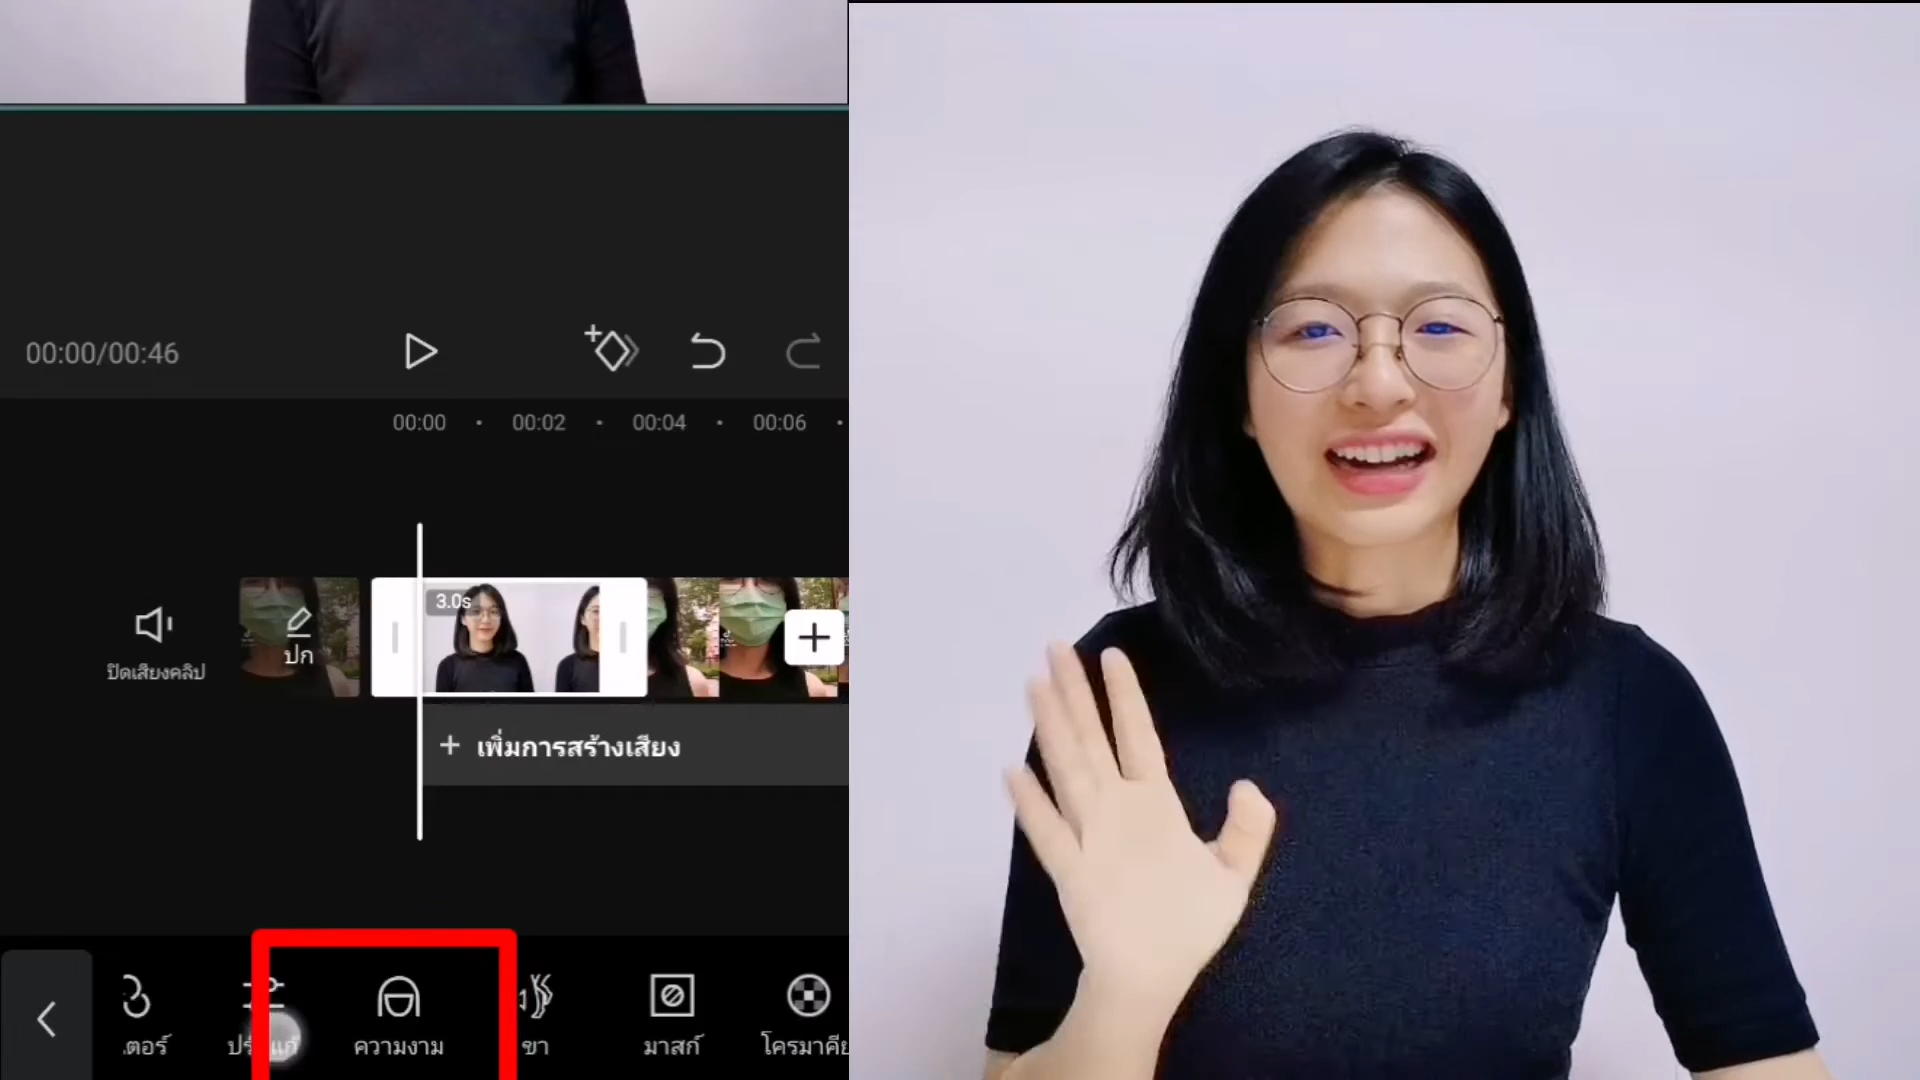 00:00/00:46
00:00 00:02 00:04 00:06
3.0s
ปก
ปิดเสียงคลิป
+ เพิ่มการสร้างเสียง
ความงาม
ขา
มาสก์